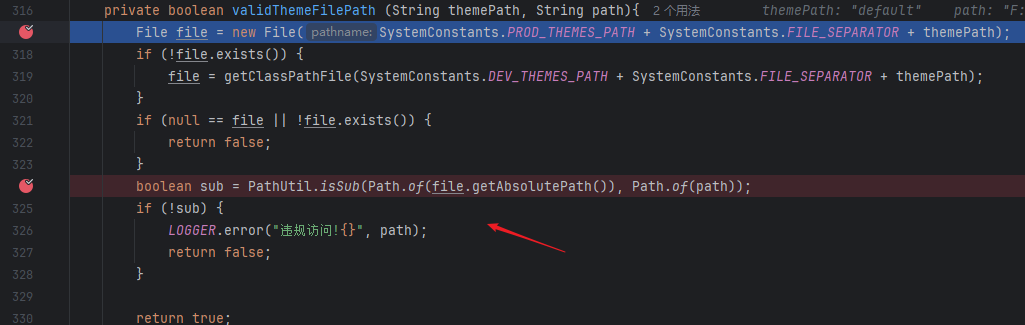 316 private boolean validThemeFilePath (String themePath, String path){ 2 个用法 themePath: "default" path: "F:
File file = new File( pathname: SystemConstants.PROD_THEMES_PATH + SystemConstants.FILE_SEPARATOR + themePath);
318 if (!file.exists()) {
319 file = getClassPathFile(SystemConstants.DEV_THEMES_PATH + SystemConstants.FILE_SEPARATOR + themePath);
320 }
321 if (null == file || !file.exists()) {
322 return false;
323 }
boolean sub = PathUtil.isSub(Path.of(file.getAbsolutePath()), Path.of(path));
325 if (!sub) {
326 LOGGER.error("违规访问!{}", path);
327 return false;
328 }
329
330 return true;